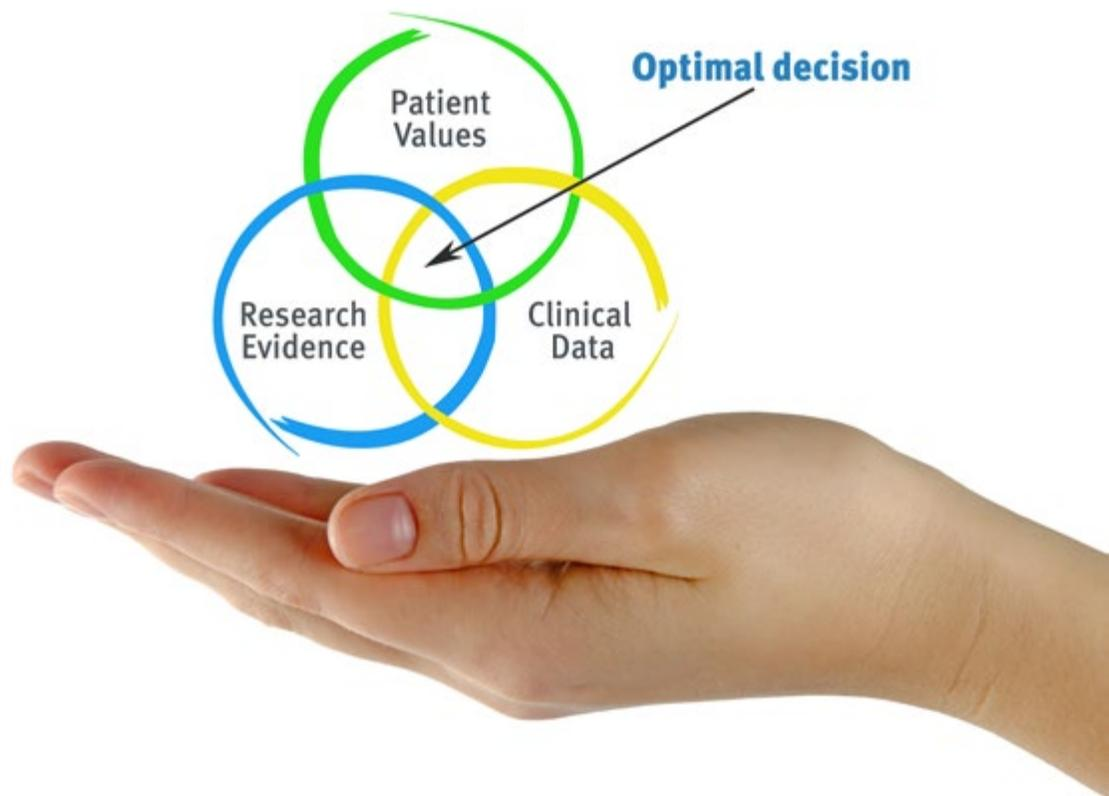 Optimal decision
Patient
Values
Research
Evidence
Clinical
Data